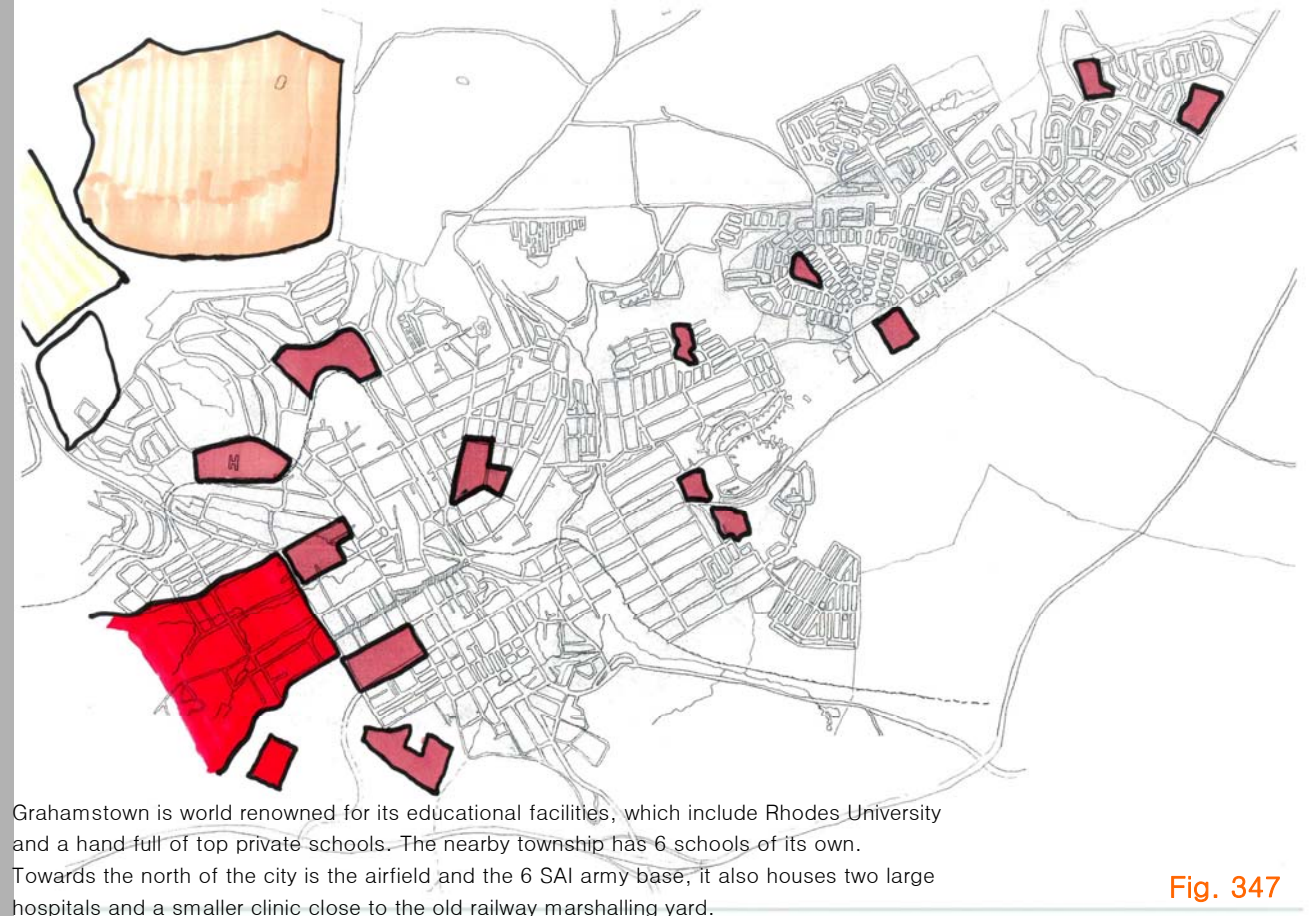 Grahamstown is world renowned for its educational facilities, which include Rhodes University
and a hand full of top private schools. The nearby township has 6 schools of its own.
Towards the north of the city is the airfield and the 6 SAI army base, it also houses two large
hospitals and a smaller clinic close to the old railway marshalling yard.
Fig. 347